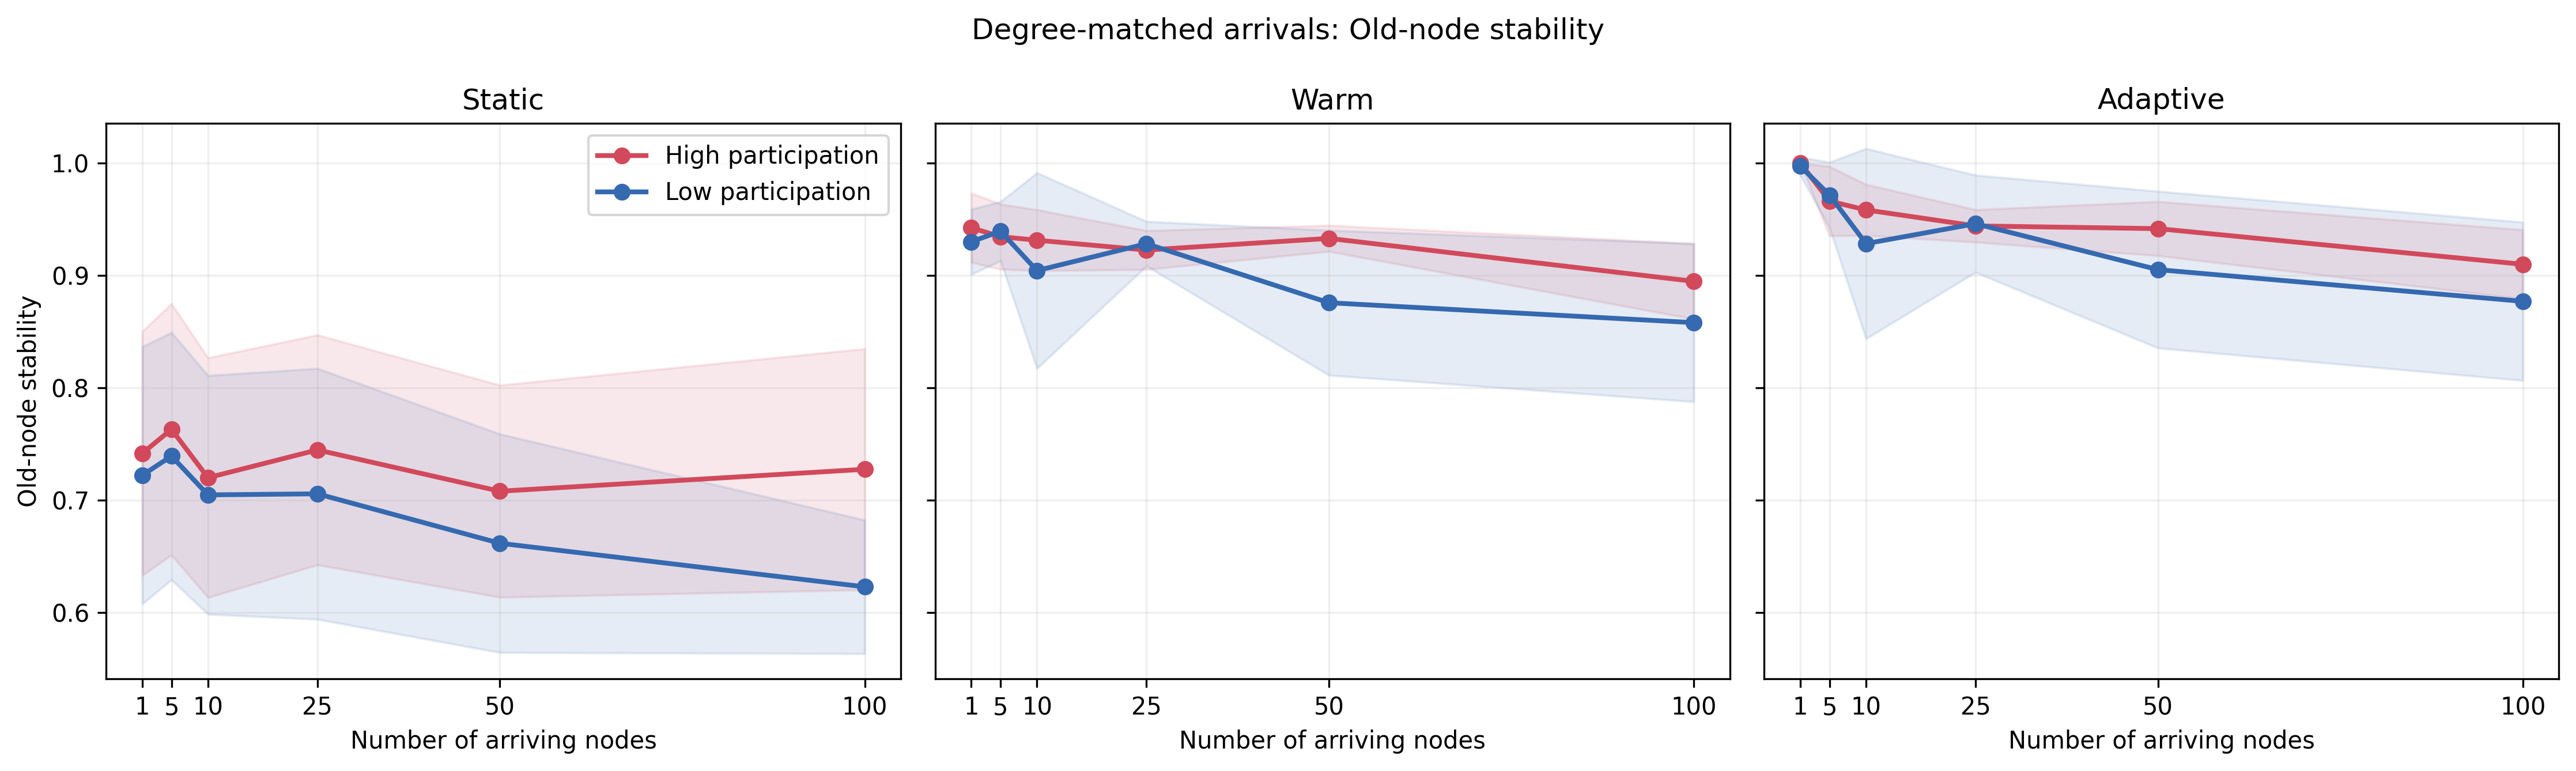 Degree-matched arrivals: Old-node stability
Static
Warm
Adaptive
High participation
Low participation
Old-node stability
1.0
0.9
0.8
0.7
0.6
1 5 10 25 50 100
1 5 10 25 50 100
1 5 10 25 50 100
Number of arriving nodes
Number of arriving nodes
Number of arriving nodes